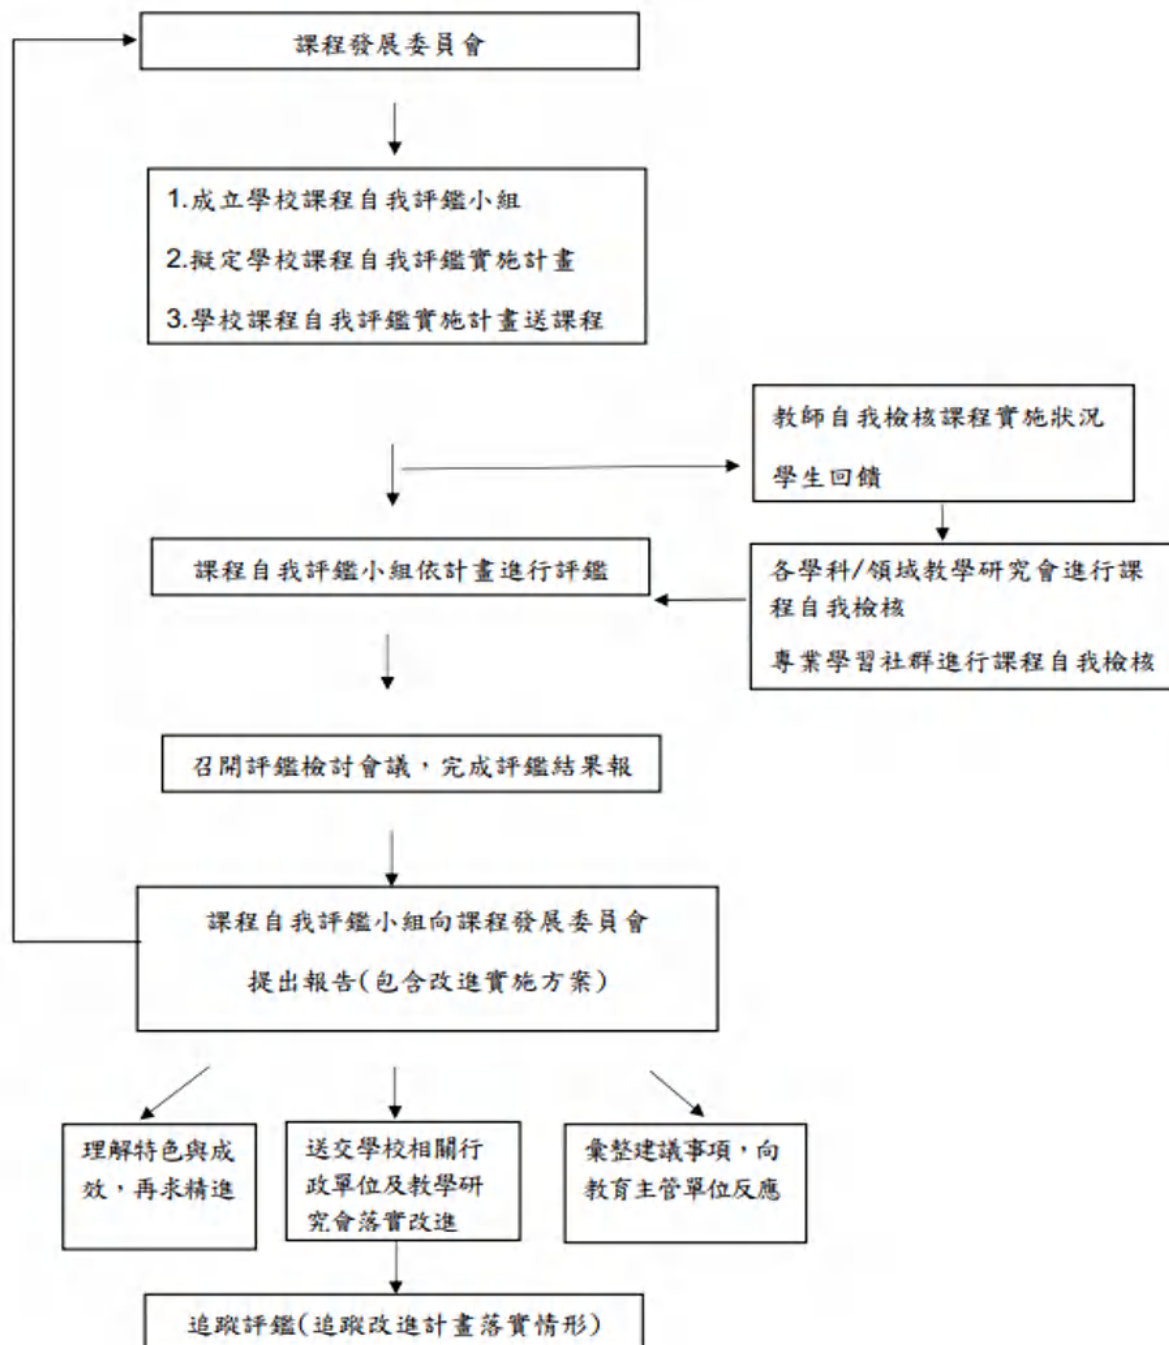 課程發展委員會
1.成立學校課程自我評鑑小組
2.擬定學校課程自我評鑑實施計畫
3.學校課程自我評鑑實施計畫送課程
教師自我檢核課程實施狀況
學生回饋
課程自我評鑑小組依計畫進行評鑑
各學科/領域教學研究會進行課
程自我檢核
專業學習社群進行課程自我檢核
召開評鑑檢討會議，完成評鑑結果報
課程自我評鑑小組向課程發展委員會
提出報告(包含改進實施方案)
理解特色與成
效，再求精進
送交學校相關行
政單位及教學研
究會落實改進
彙整建議事項，向
教育主管單位反應
追蹤評鑑(追蹤改進計畫落實情形)